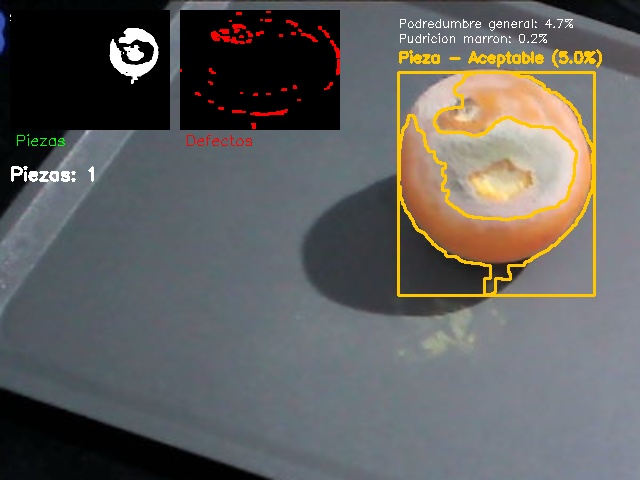 Podredumbre general: 4.7%
Pudricion marron: 0.2%
Pieza - Aceptable (5.0%)
Piezas
Defectos
Piezas: 1